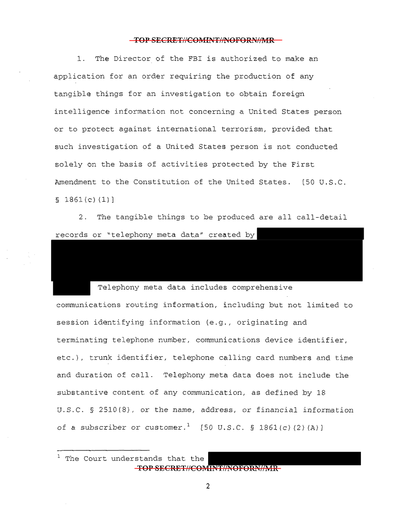 TOP SECRET//COMINT//NOFORN//MR
1. The Director of the FBI is authorized to make an
application for an order requiring the production of any
tangible things for an investigation to obtain foreign
intelligence information not concerning a United States person
or to protect against international terrorism, provided that
such investigation of a United States person is not conducted
solely on the basis of activities protected by the First
Amendment to the Constitution of the United States. [50 U.S.C.
§ 1861(c)(1)]
2. The tangible things to be produced are all call-detail
records or "telephony meta data" created by
Telephony meta data includes comprehensive
communications routing information, including but not limited to
session identifying information (e.g., originating and
terminating telephone number, communications device identifier,
etc.), trunk identifier, telephone calling card numbers and time
and duration of call. Telephony meta data does not include the
substantive content of any communication, as defined by 18
U.S.C. § 2510(8), or the name, address, or financial information
of a subscriber or customer.1 [50 U.S.C. § 1861(c)(2)(A)]
1 The Court understands that the
TOP SECRET//COMINT//NOFORN//MR
2